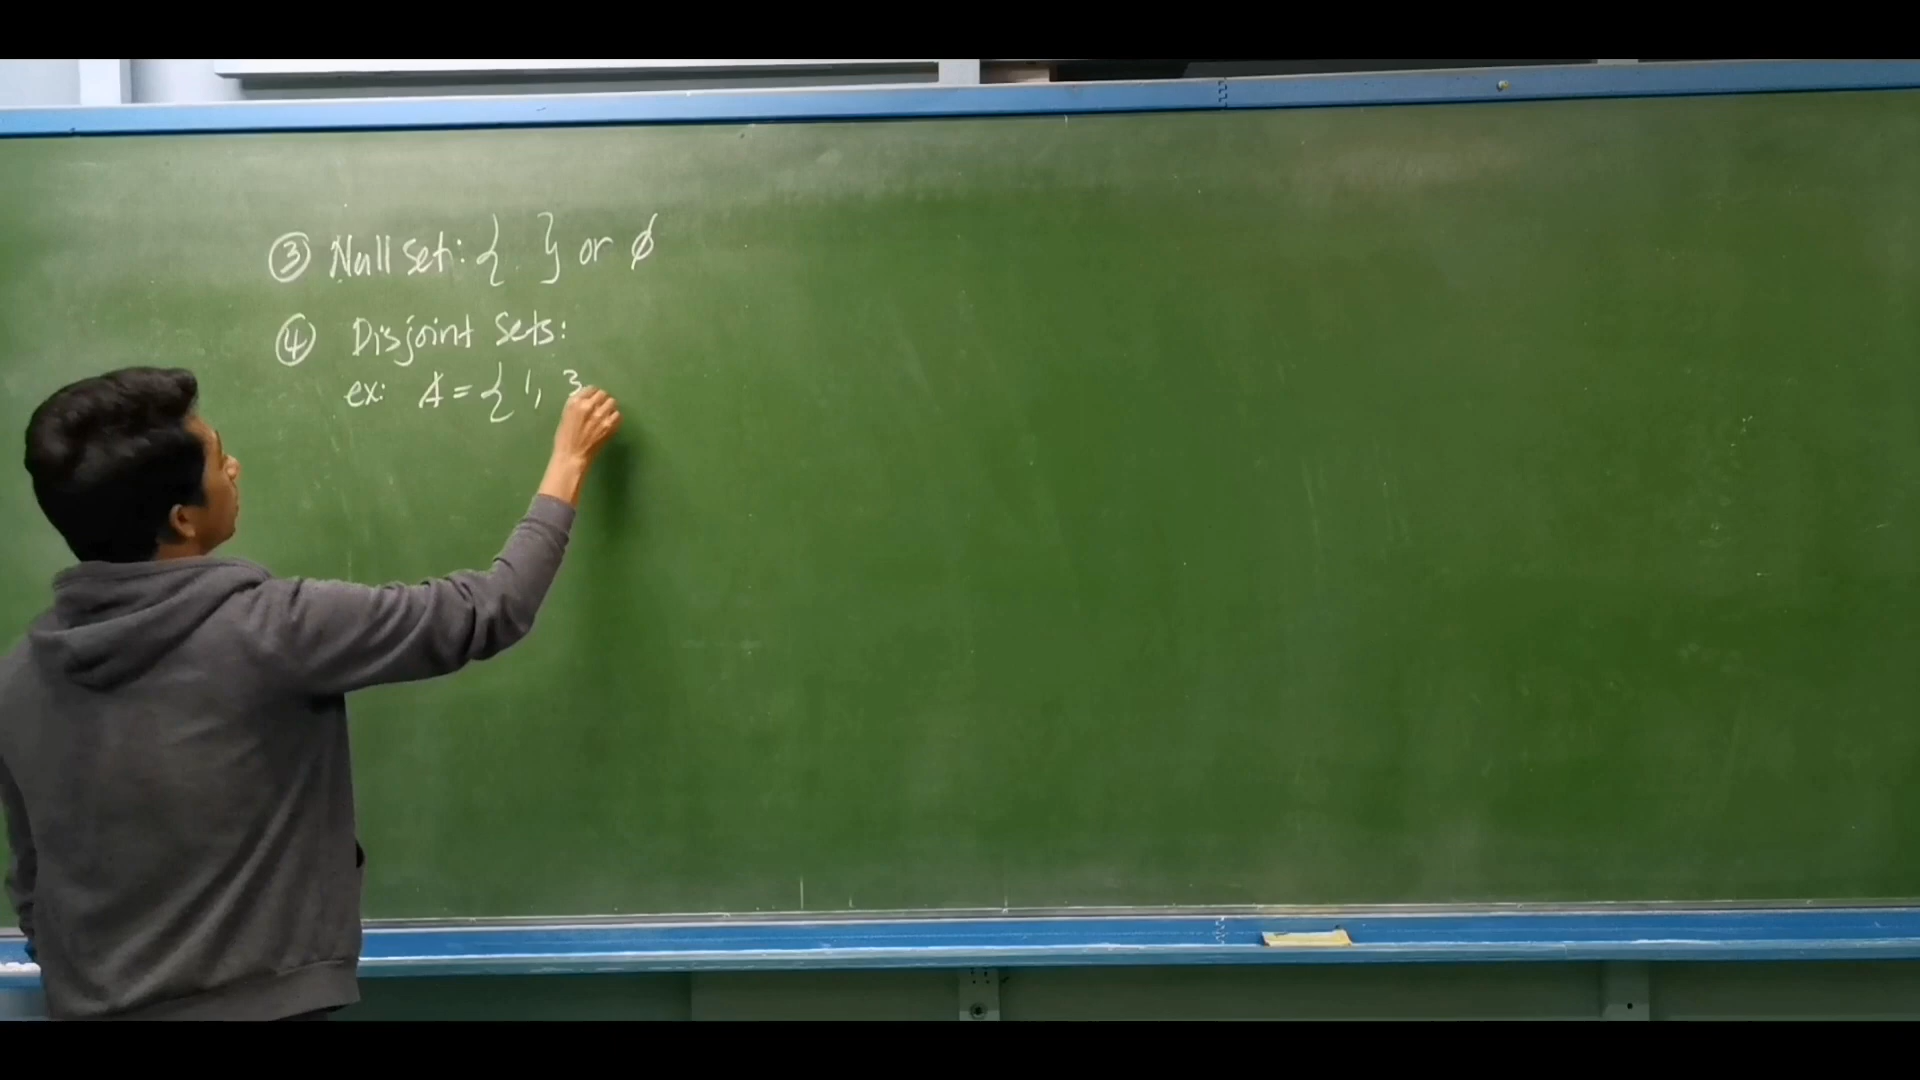 ③ Null set: { } or ∅
④ Disjoint Sets:
ex: A = { 1, 3